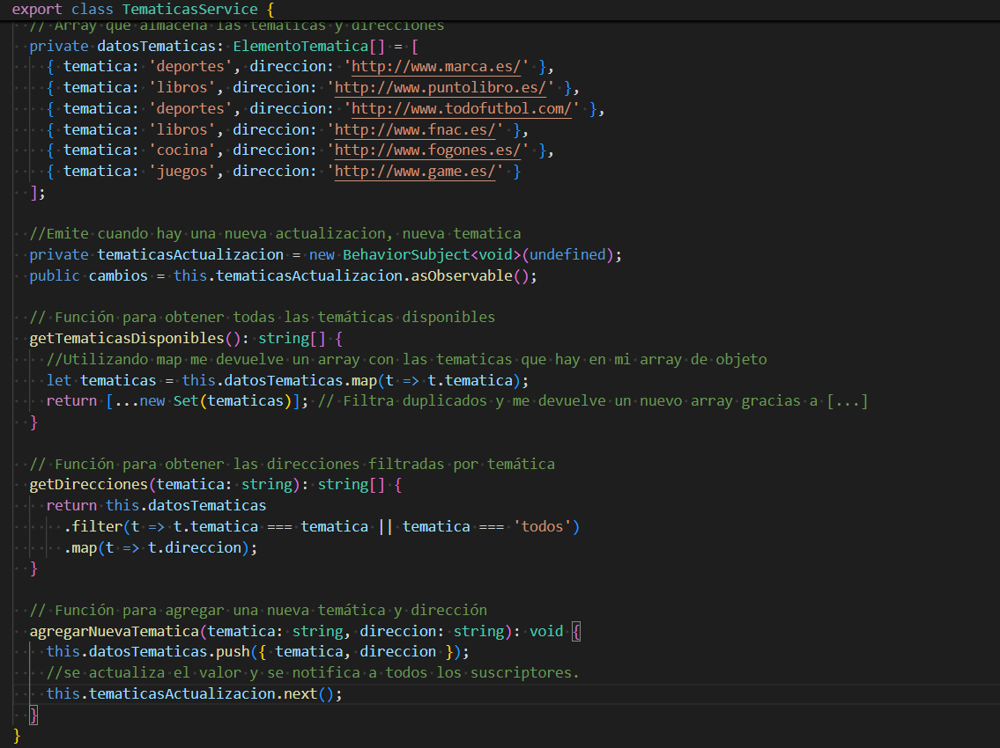 export class TematicasService {
// Array que almacena las tematicas y direcciones
private datosTematicas: ElementoTematica[] = [
{ tematica: 'deportes', direccion: 'http://www.marca.es/' },
{ tematica: 'libros', direccion: 'http://www.puntolibro.es/' },
{ tematica: 'deportes', direccion: 'http://www.todofutbol.com/' },
{ tematica: 'libros', direccion: 'http://www.fnac.es/' },
{ tematica: 'cocina', direccion: 'http://www.fogones.es/' },
{ tematica: 'juegos', direccion: 'http://www.game.es/' }
];
//Emite cuando hay una nueva actualizacion, nueva tematica
private tematicasActualizacion = new BehaviorSubject<void>(undefined);
public cambios = this.tematicasActualizacion.asObservable();
// Función para obtener todas las temáticas disponibles
getTematicasDisponibles(): string[] {
//Utilizando map me devuelve un array con las tematicas que hay en mi array de objeto
let tematicas = this.datosTematicas.map(t => t.tematica);
return [...new Set(tematicas)]; // Filtra duplicados y me devuelve un nuevo array gracias a [...]
}
// Función para obtener las direcciones filtradas por temática
getDirecciones(tematica: string): string[] {
return this.datosTematicas
.filter(t => t.tematica === tematica || tematica === 'todos')
.map(t => t.direccion);
}
// Función para agregar una nueva temática y dirección
agregarNuevaTematica(tematica: string, direccion: string): void {
this.datosTematicas.push({ tematica, direccion });
//se actualiza el valor y se notifica a todos los suscriptores.
this.tematicasActualizacion.next();
}
}